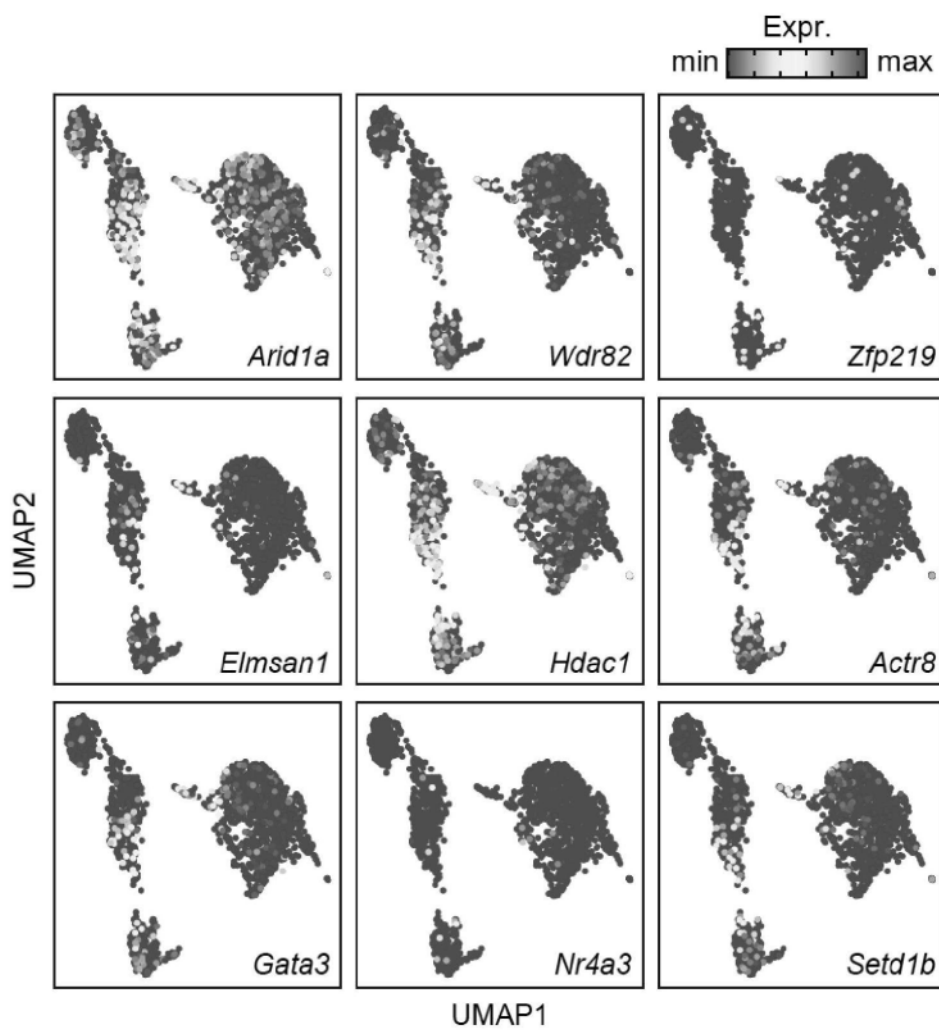 Expr.
min max
Arid1a
Wdr82
Zfp219
Elmsan1
Hdac1
Actr8
Gata3
Nr4a3
Setd1b
UMAP2
UMAP1